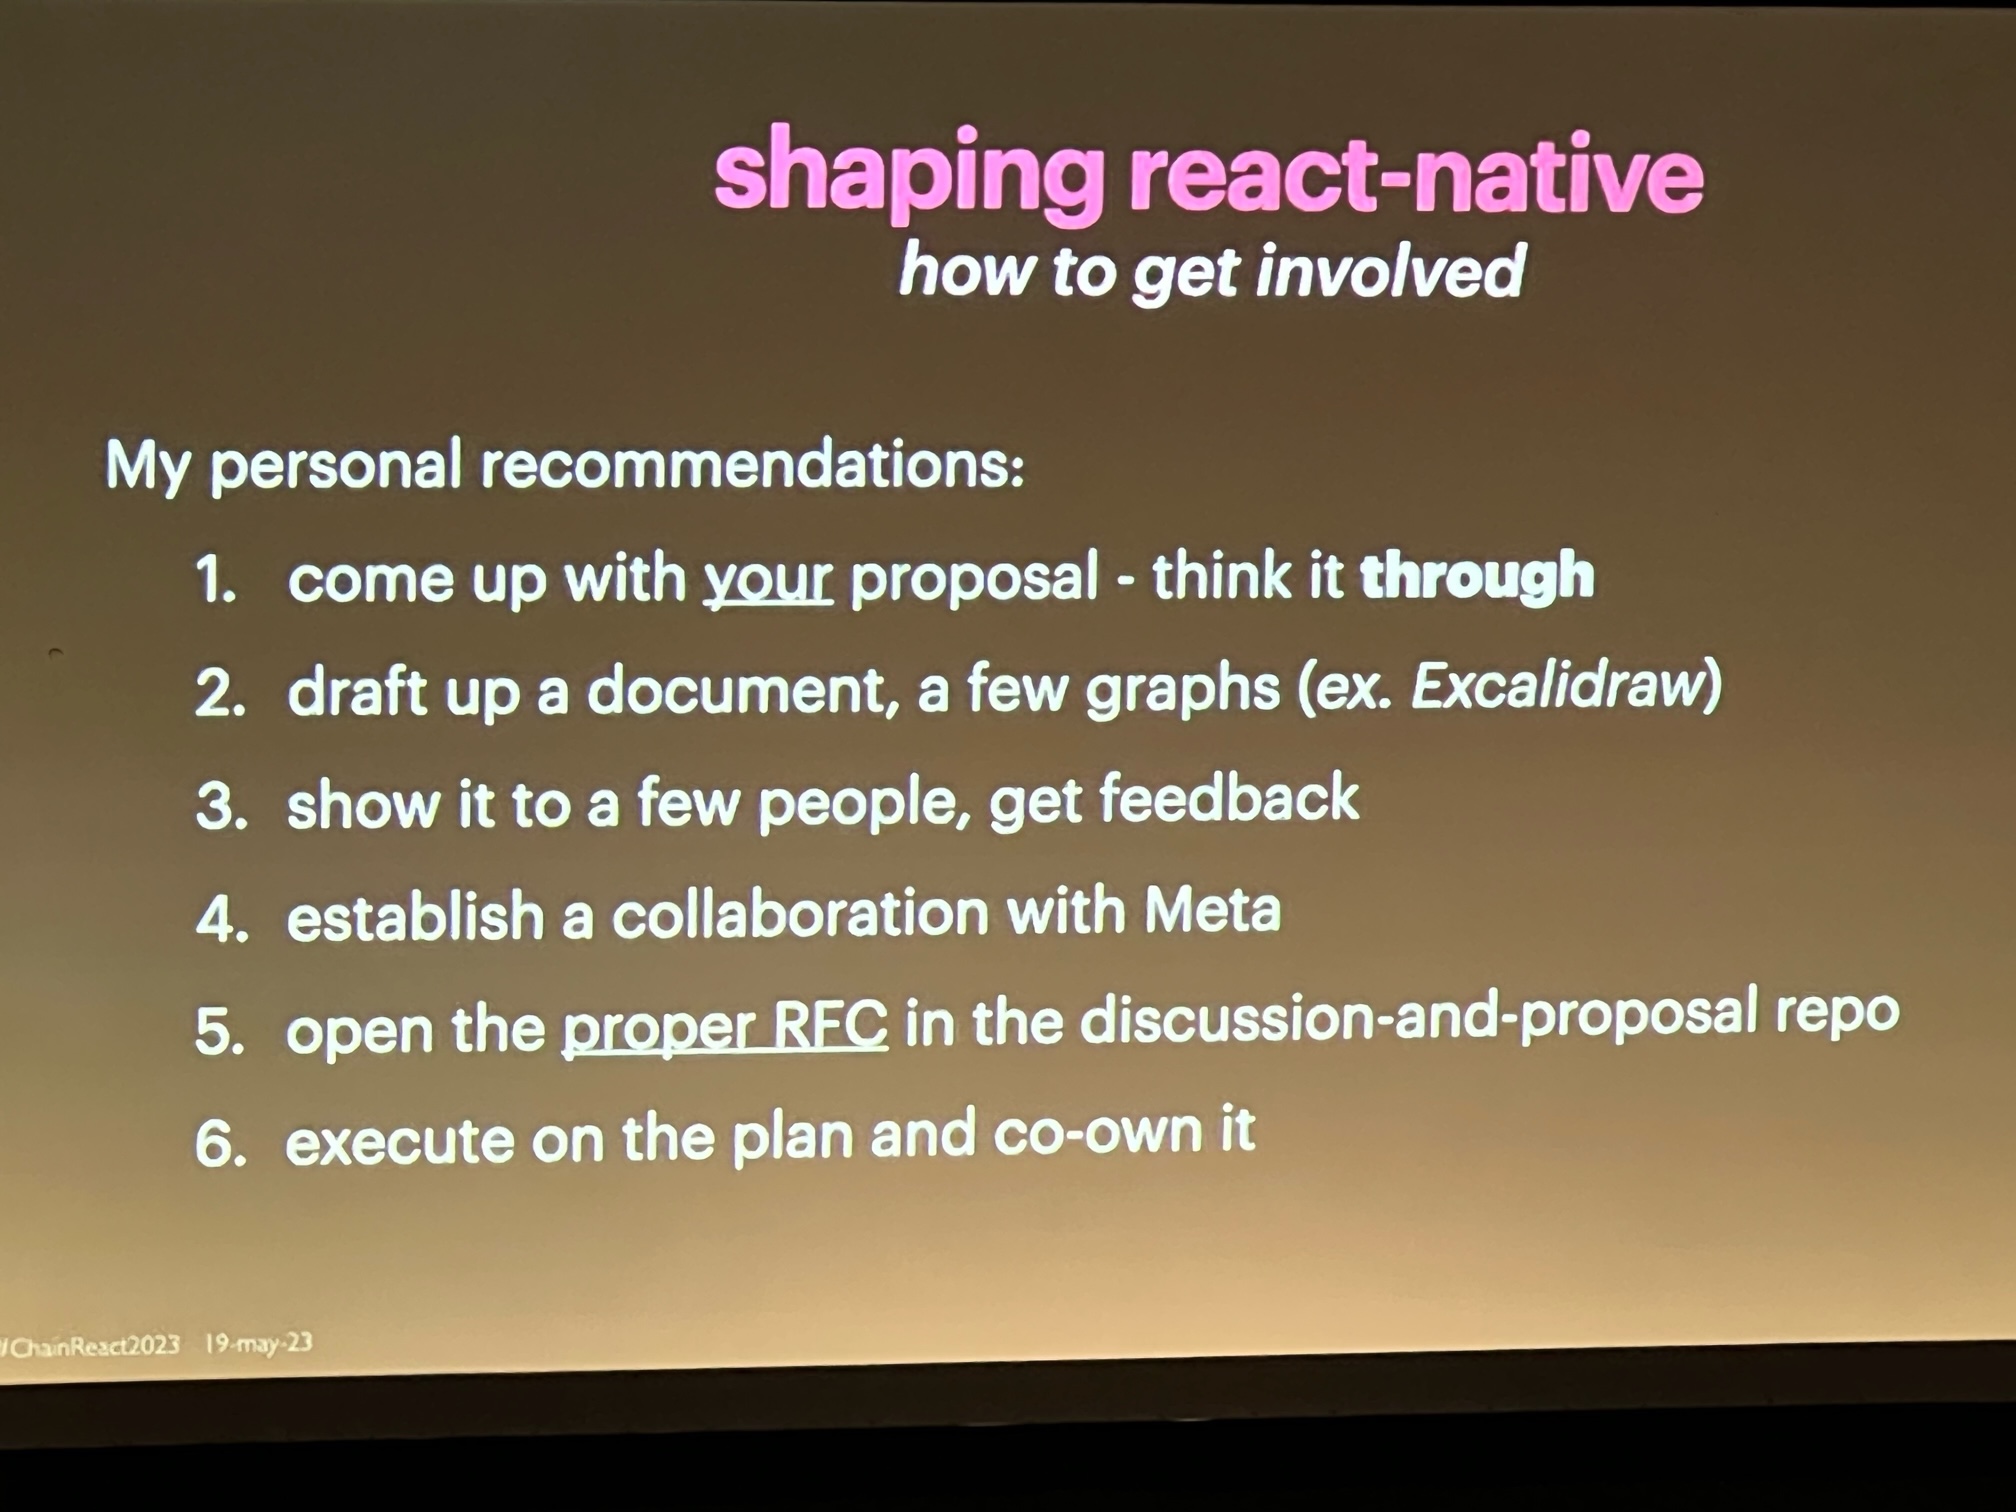 shaping react-native
how to get involved
My personal recommendations:
1. come up with your proposal - think it through
2. draft up a document, a few graphs (ex. Excalidraw)
3. show it to a few people, get feedback
4. establish a collaboration with Meta
5. open the proper RFC in the discussion-and-proposal repo
6. execute on the plan and co-own it
#ChainReact2023 19-may-23